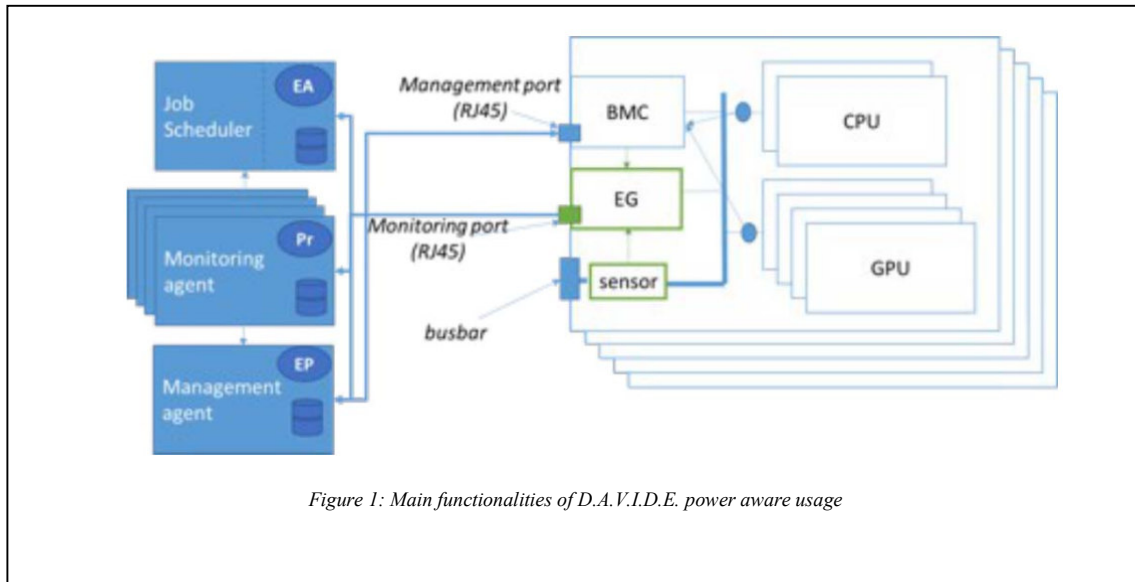 EA
Job
Scheduler
Pr
Monitoring
agent
EP
Management
agent
Management port
(RJ45)
Monitoring port
(RJ45)
busbar
BMC
EG
sensor
CPU
GPU
Figure 1: Main functionalities of D.A.V.I.D.E. power aware usage